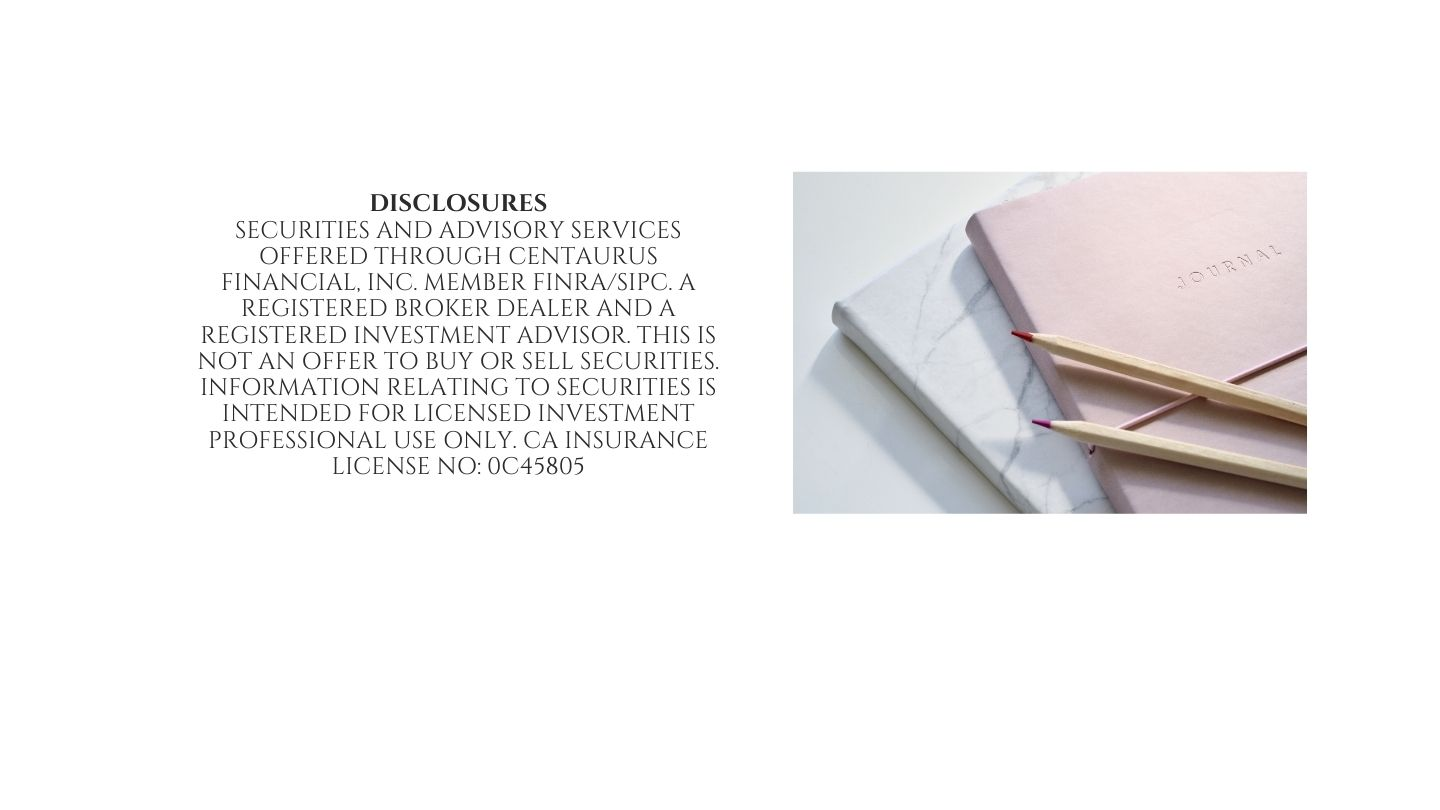 DISCLOSURES
SECURITIES AND ADVISORY SERVICES
OFFERED THROUGH CENTAURUS
FINANCIAL, INC. MEMBER FINRA/SIPC. A
REGISTERED BROKER DEALER AND A
REGISTERED INVESTMENT ADVISOR. THIS IS
NOT AN OFFER TO BUY OR SELL SECURITIES.
INFORMATION RELATING TO SECURITIES IS
INTENDED FOR LICENSED INVESTMENT
PROFESSIONAL USE ONLY. CA INSURANCE
LICENSE NO: 0C45805
JOURNAL